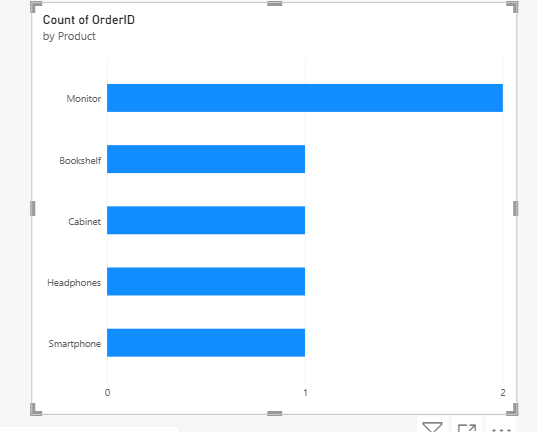 Count of OrderID
by Product
Monitor
Bookshelf
Cabinet
Headphones
Smartphone
0 1 2